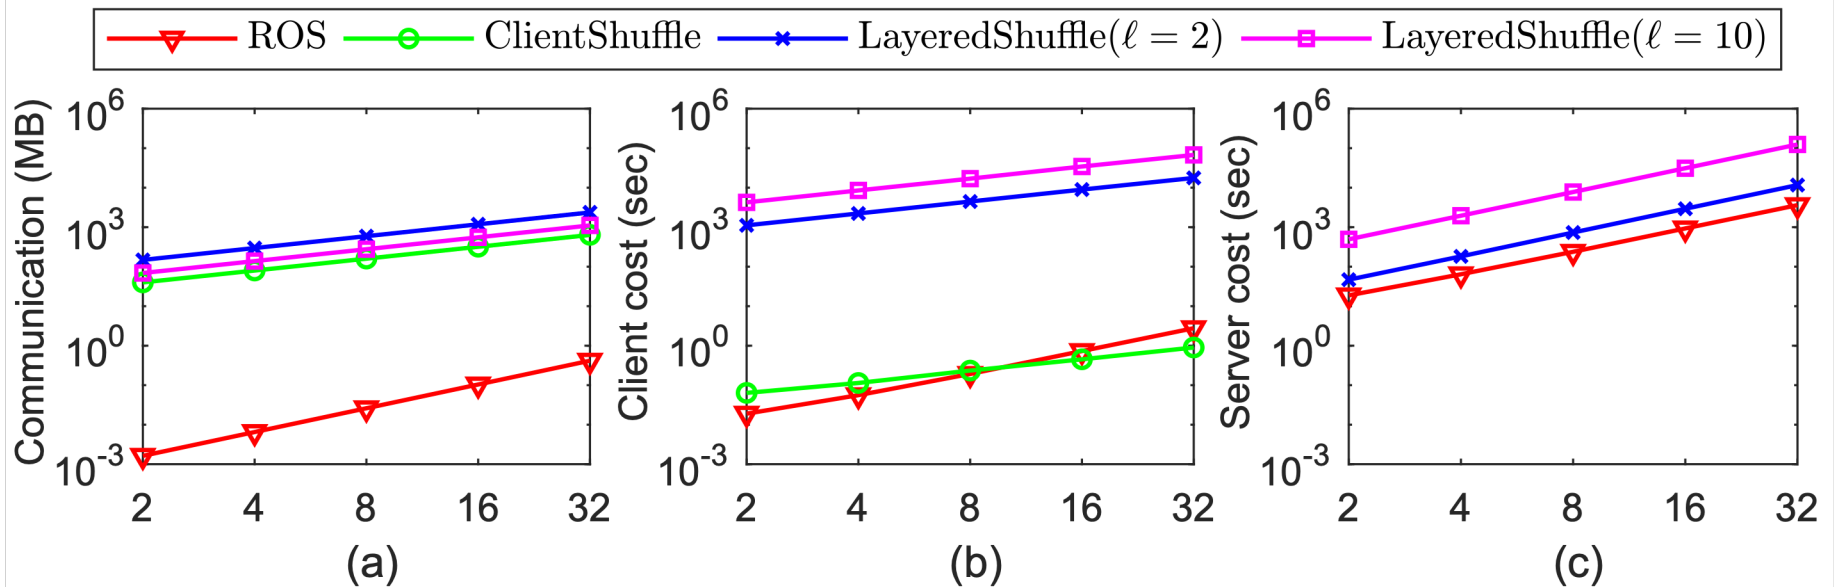 ROS ClientShuffle LayeredShuffle(ℓ = 2) LayeredShuffle(ℓ = 10)
Communication (MB)
10^6
10^3
10^0
10^-3
2 4 8 16 32
(a)
Client cost (sec)
10^6
10^3
10^0
10^-3
2 4 8 16 32
(b)
Server cost (sec)
10^6
10^3
10^0
10^-3
2 4 8 16 32
(c)